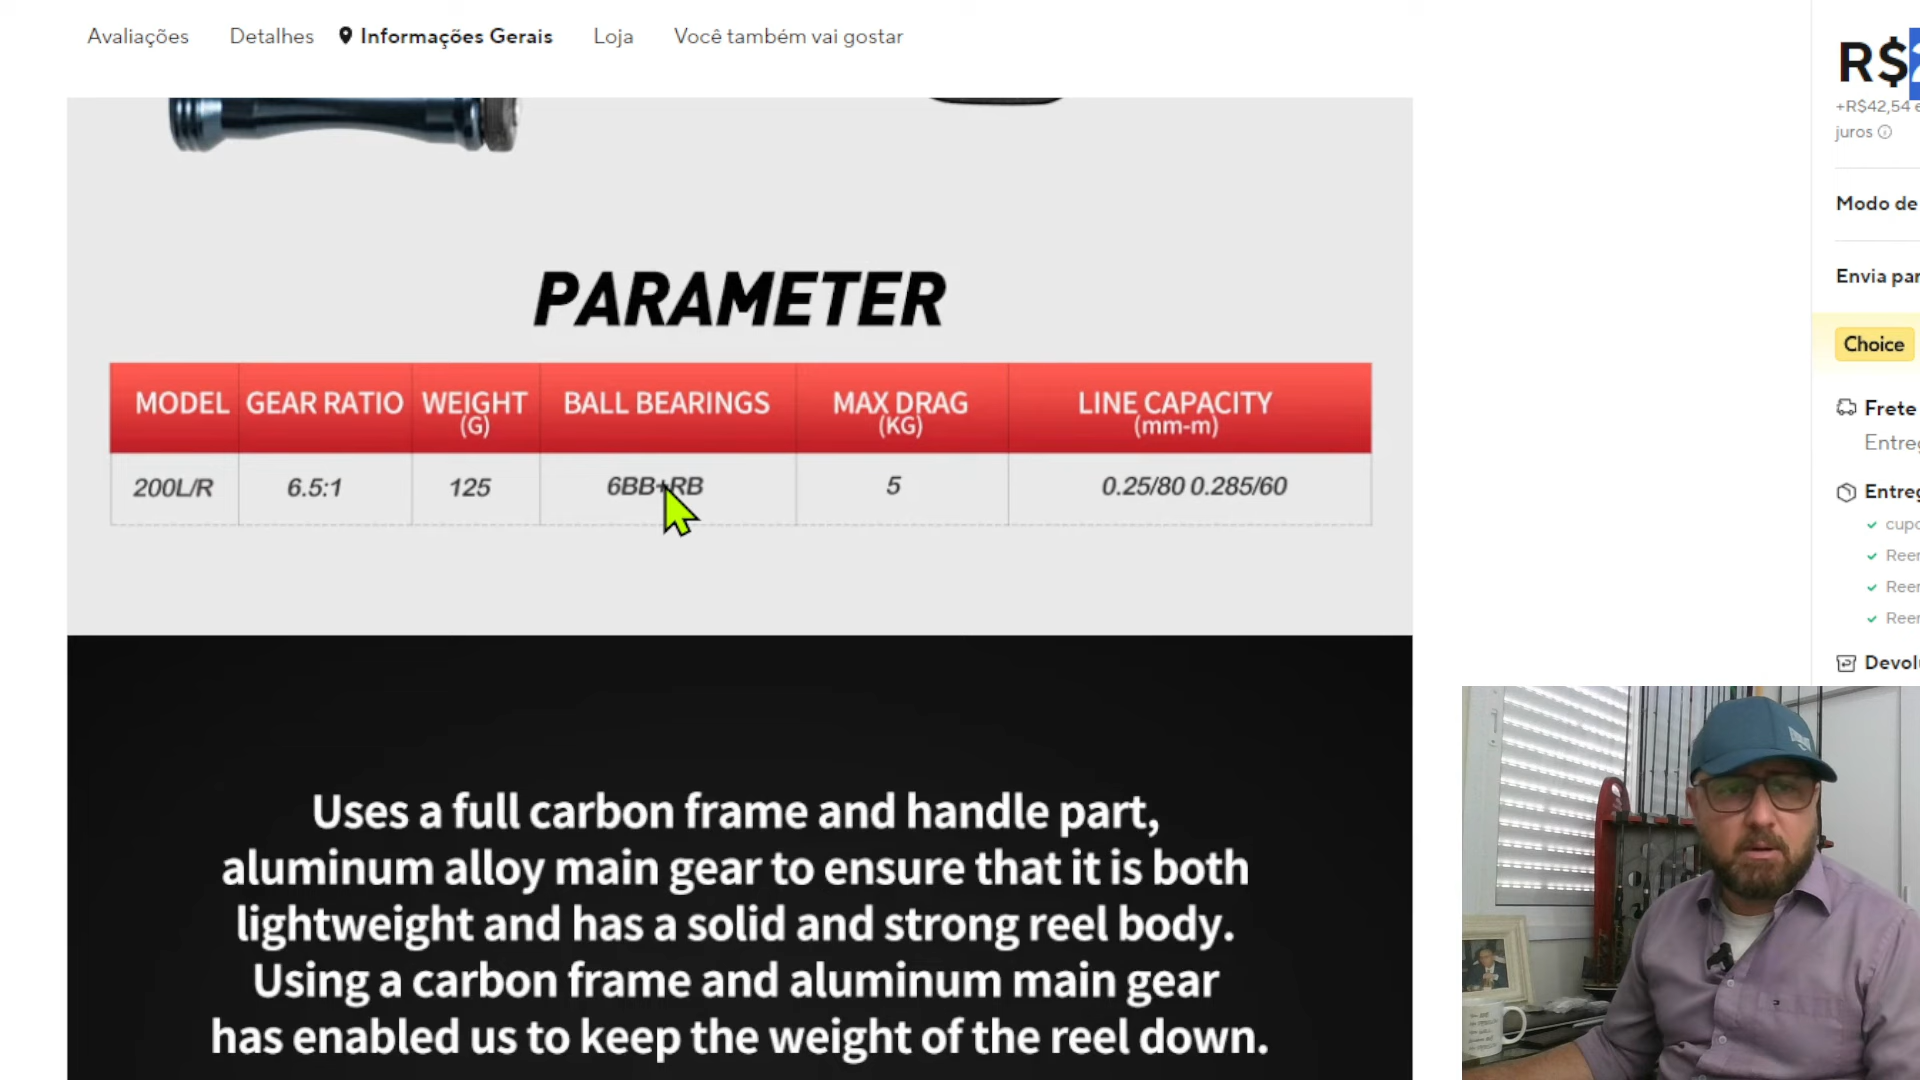 Avaliações Detalhes Informações Gerais Loja Você também vai gostar
R$
+R$42,54
juros
Modo de
Envia par
Choice
Frete
PARAMETER
MODEL GEAR RATIO WEIGHT (G) BALL BEARINGS MAX DRAG (KG) LINE CAPACITY (mm-m)
200L/R 6.5:1 125 6BB+RB 5 0.25/80 0.285/60
Uses a full carbon frame and handle part,
aluminum alloy main gear to ensure that it is both
lightweight and has a solid and strong reel body.
Using a carbon frame and aluminum main gear
has enabled us to keep the weight of the reel down.